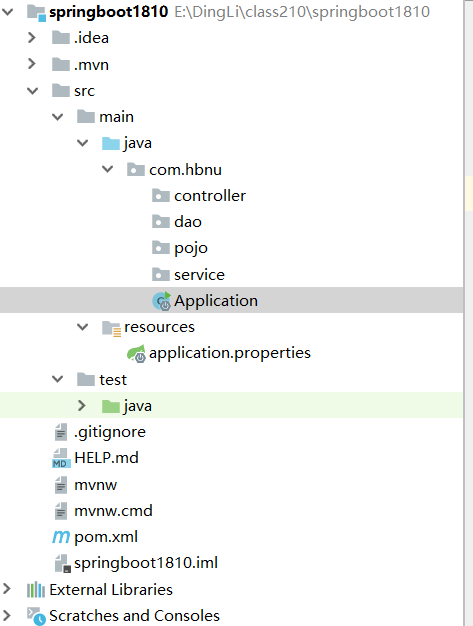 springboot1810 E:\DingLi\class210\springboot1810
.idea
.mvn
src
main
java
com.hbnu
controller
dao
pojo
service
C Application
resources
application.properties
test
java
.gitignore
MD HELP.md
mvnw
mvnw.cmd
m pom.xml
springboot1810.iml
External Libraries
Scratches and Consoles